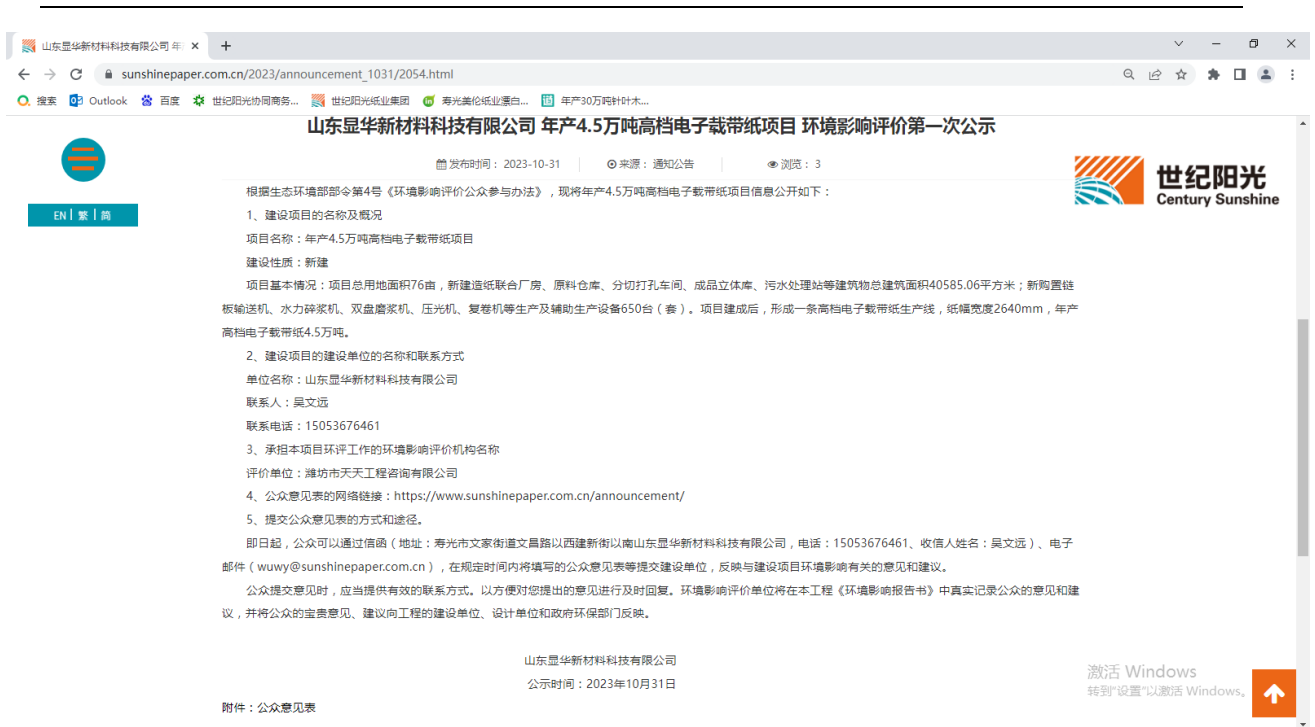 山东显华新材料科技有限公司 年
sunshinepaper.com.cn/2023/announcement_1031/2054.html
搜索 Outlook 百度 世纪阳光协同商务... 世纪阳光纸业集团 寿光美伦纸业漂白... 年产30万吨针叶木...
山东显华新材料科技有限公司 年产4.5万吨高档电子载带纸项目 环境影响评价第一次公示
发布时间： 2023-10-31 来源： 通知公告 浏览： 3
世纪阳光
Century Sunshine
EN | 繁 | 简
根据生态环境部部令第4号《环境影响评价公众参与办法》，现将年产4.5万吨高档电子载带纸项目信息公开如下：
1、建设项目的名称及概况
项目名称：年产4.5万吨高档电子载带纸项目
建设性质：新建
项目基本情况：项目总用地面积76亩，新建造纸联合厂房、原料仓库、分切打孔车间、成品立体库、污水处理站等建筑物总建筑面积40585.06平方米；新购置链
板输送机、水力碎浆机、双盘磨浆机、压光机、复卷机等生产及辅助生产设备650台（套）。项目建成后，形成一条高档电子载带纸生产线，纸幅宽度2640mm，年产
高档电子载带纸4.5万吨。
2、建设项目的建设单位的名称和联系方式
单位名称：山东显华新材料科技有限公司
联系人：吴文远
联系电话：15053676461
3、承担本项目环评工作的环境影响评价机构名称
评价单位：潍坊市天天工程咨询有限公司
4、公众意见表的网络链接：https://www.sunshinepaper.com.cn/announcement/
5、提交公众意见表的方式和途径。
即日起，公众可以通过信函（地址：寿光市文家街道文昌路以西建新街以南山东显华新材料科技有限公司，电话：15053676461、收信人姓名：吴文远）、电子
邮件（wuwy@sunshinepaper.com.cn），在规定时间内将填写的公众意见表等提交建设单位，反映与建设项目环境影响有关的意见和建议。
公众提交意见时，应当提供有效的联系方式。以方便对您提出的意见进行及时回复。环境影响评价单位将在本工程《环境影响报告书》中真实记录公众的意见和建
议，并将公众的宝贵意见、建议向工程的建设单位、设计单位和政府环保部门反映。
山东显华新材料科技有限公司
公示时间：2023年10月31日
附件：公众意见表
激活 Windows
转到"设置"以激活 Windows。